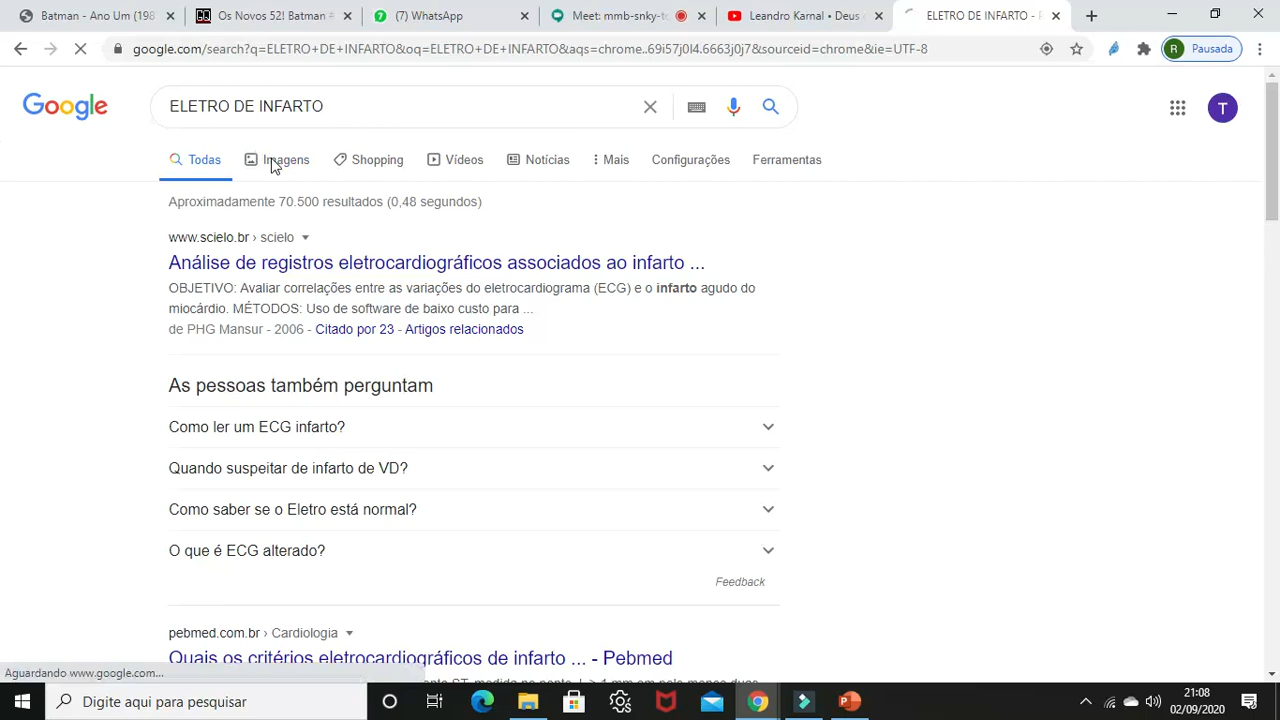 Batman - Ano Um (198
Os Novos 52! Batman #
(7) WhatsApp
Meet: mmb-snky-t
Leandro Karnal • Deus e
ELETRO DE INFARTO - P
google.com/search?q=ELETRO+DE+INFARTO&oq=ELETRO+DE+INFARTO&aqs=chrome..69i57j0l4.6663j0j7&sourceid=chrome&ie=UTF-8
R Pausada
Google
ELETRO DE INFARTO
T
Todas Imagens Shopping Vídeos Notícias Mais Configurações Ferramentas
Aproximadamente 70.500 resultados (0,48 segundos)
www.scielo.br › scielo
Análise de registros eletrocardiográficos associados ao infarto ...
OBJETIVO: Avaliar correlações entre as variações do eletrocardiograma (ECG) e o infarto agudo do
miocárdio. MÉTODOS: Uso de software de baixo custo para ...
de PHG Mansur - 2006 - Citado por 23 - Artigos relacionados
As pessoas também perguntam
Como ler um ECG infarto?
Quando suspeitar de infarto de VD?
Como saber se o Eletro está normal?
O que é ECG alterado?
Feedback
pebmed.com.br › Cardiologia
Quais os critérios eletrocardiográficos de infarto ... - Pebmed
Aguardando www.google.com...
Digite aqui para pesquisar
21:08
02/09/2020